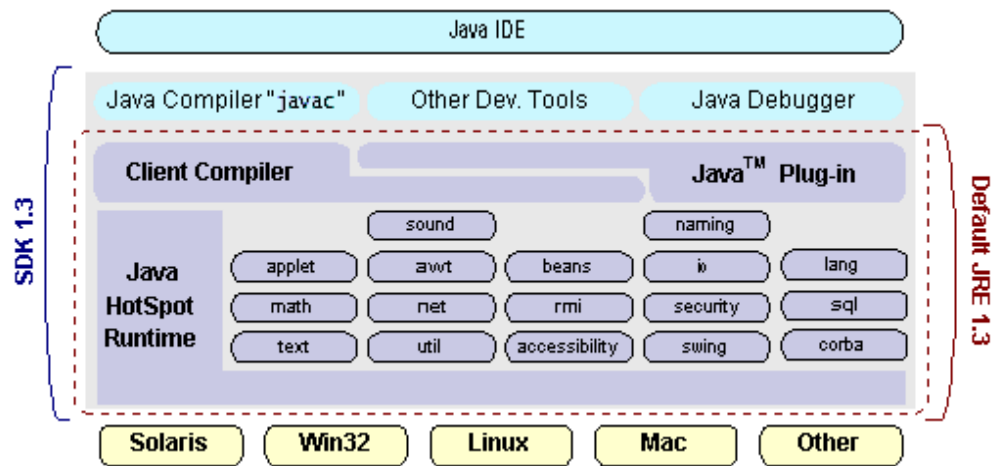 Java IDE
Java Compiler "javac"
Other Dev. Tools
Java Debugger
Client Compiler
Java™ Plug-in
SDK 1.3
Default JRE 1.3
Java
HotSpot
Runtime
sound
naming
applet
awt
beans
io
lang
math
net
rmi
security
sql
text
util
accessibility
swing
corba
Solaris
Win32
Linux
Mac
Other